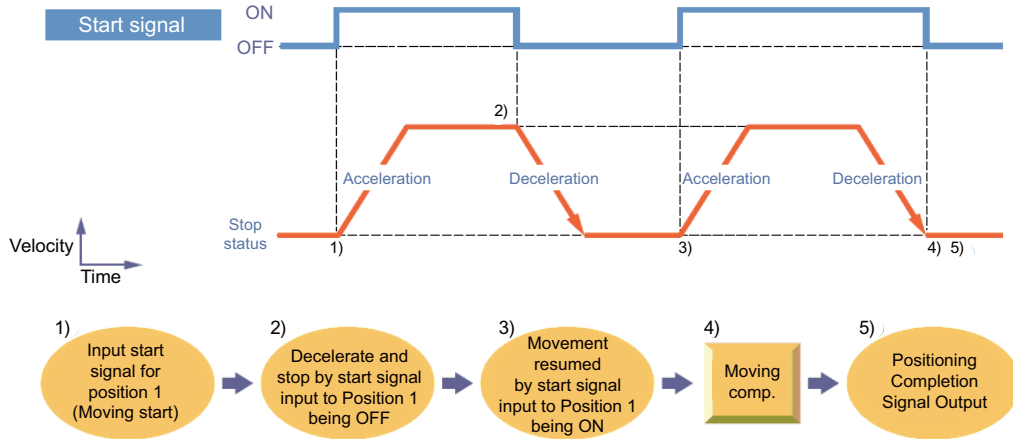 Start signal
ON
OFF
2)
Acceleration
Deceleration
Acceleration
Deceleration
Stop
status
1)
3)
4) 5)
Velocity
Time
1)
Input start
signal for
position 1
(Moving start)
2)
Decelerate and
stop by start signal
input to Position 1
being OFF
3)
Movement
resumed
by start signal
input to Position 1
being ON
4)
Moving
comp.
5)
Positioning
Completion
Signal Output